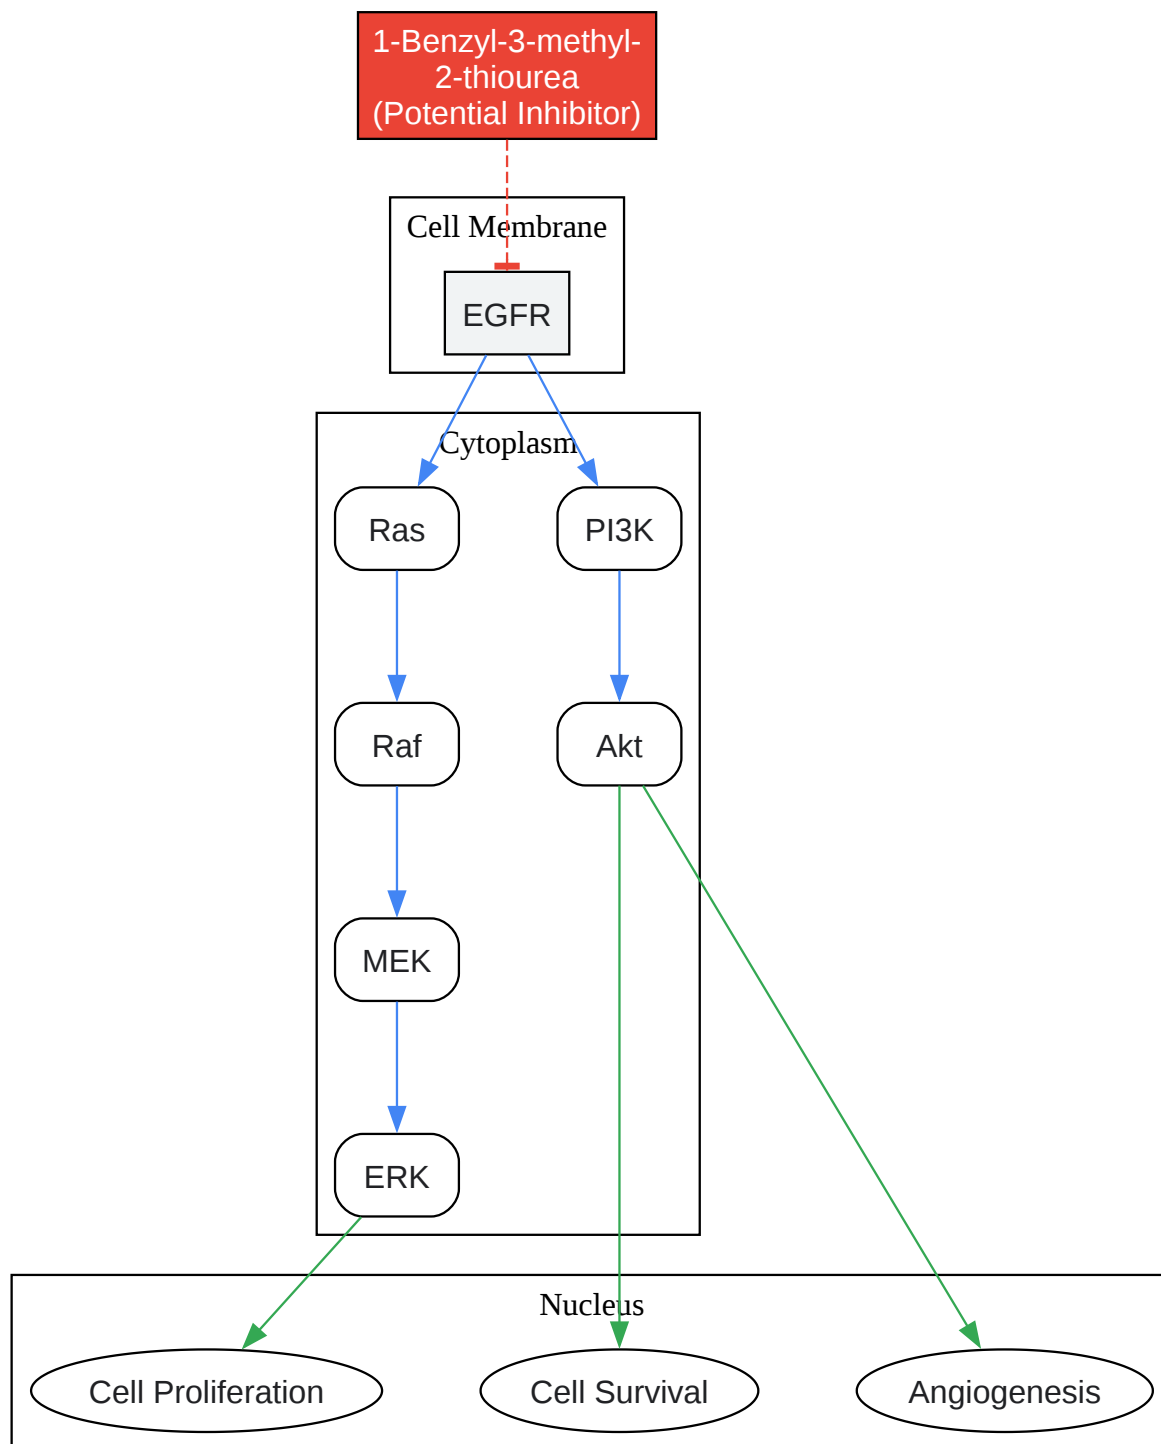 1-Benzyl-3-methyl-
2-thiourea
(Potential Inhibitor)
Cell Membrane
EGFR
Cytoplasm
Ras
PI3K
Raf
Akt
MEK
ERK
Nucleus
Cell Proliferation
Cell Survival
Angiogenesis